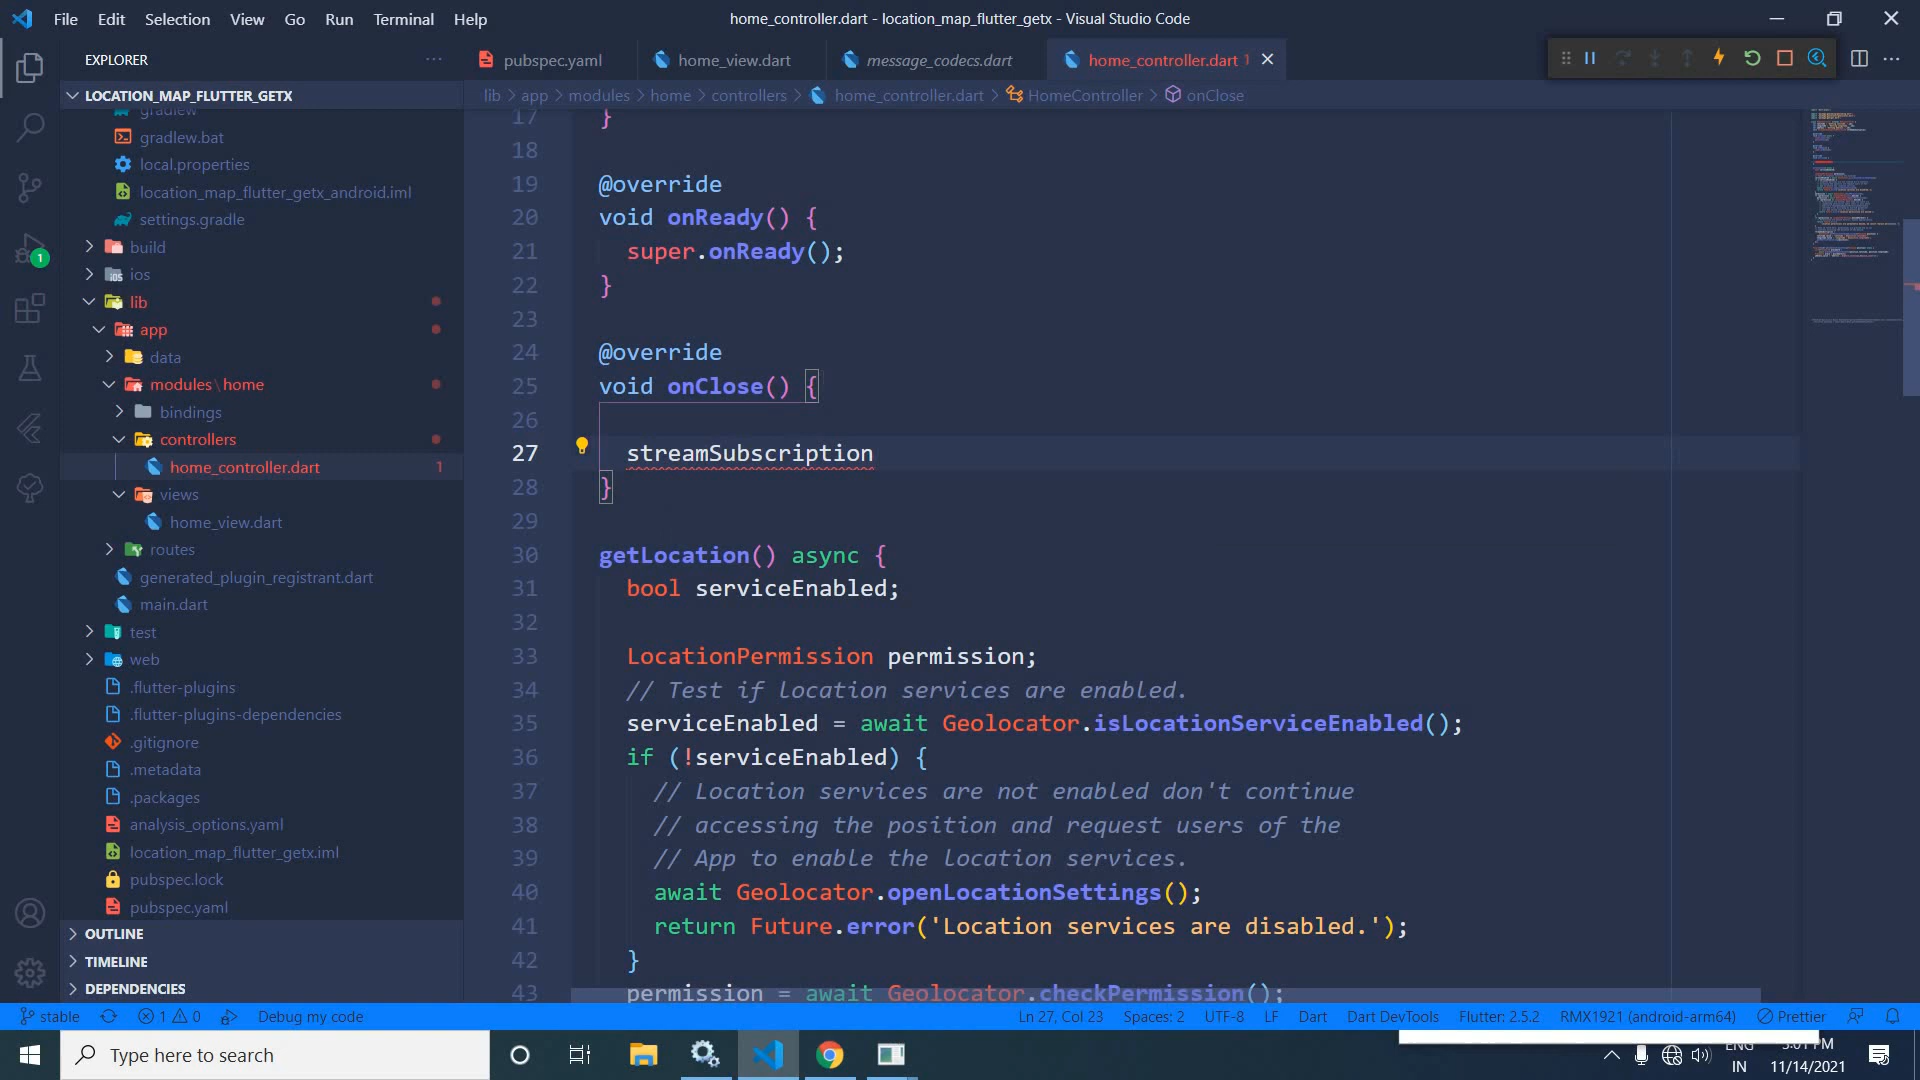 File Edit Selection View Go Run Terminal Help
home_controller.dart - location_map_flutter_getx - Visual Studio Code
EXPLORER
pubspec.yaml
home_view.dart
message_codecs.dart
home_controller.dart 1
LOCATION_MAP_FLUTTER_GETX
lib > app > modules > home > controllers > home_controller.dart > HomeController > onClose
gradlew
gradlew.bat
local.properties
location_map_flutter_getx_android.iml
settings.gradle
build
ios
lib
app
data
modules\home
bindings
controllers
home_controller.dart 1
views
home_view.dart
routes
generated_plugin_registrant.dart
main.dart
test
web
.flutter-plugins
.flutter-plugins-dependencies
.gitignore
.metadata
.packages
analysis_options.yaml
location_map_flutter_getx.iml
pubspec.lock
pubspec.yaml
OUTLINE
TIMELINE
DEPENDENCIES
1
17 }
18
19 @override
20 void onReady() {
21 super.onReady();
22 }
23
24 @override
25 void onClose() {
26
27 streamSubscription
28 }
29
30 getLocation() async {
31 bool serviceEnabled;
32
33 LocationPermission permission;
34 // Test if location services are enabled.
35 serviceEnabled = await Geolocator.isLocationServiceEnabled();
36 if (!serviceEnabled) {
37 // Location services are not enabled don't continue
38 // accessing the position and request users of the
39 // App to enable the location services.
40 await Geolocator.openLocationSettings();
41 return Future.error('Location services are disabled.');
42 }
43 permission = await Geolocator.checkPermission();
stable 1 0 Debug my code Ln 27, Col 23 Spaces: 2 UTF-8 LF Dart Dart DevTools Flutter: 2.5.2 RMX1921 (android-arm64) Prettier
Type here to search
ENG
IN
3:01 PM
11/14/2021